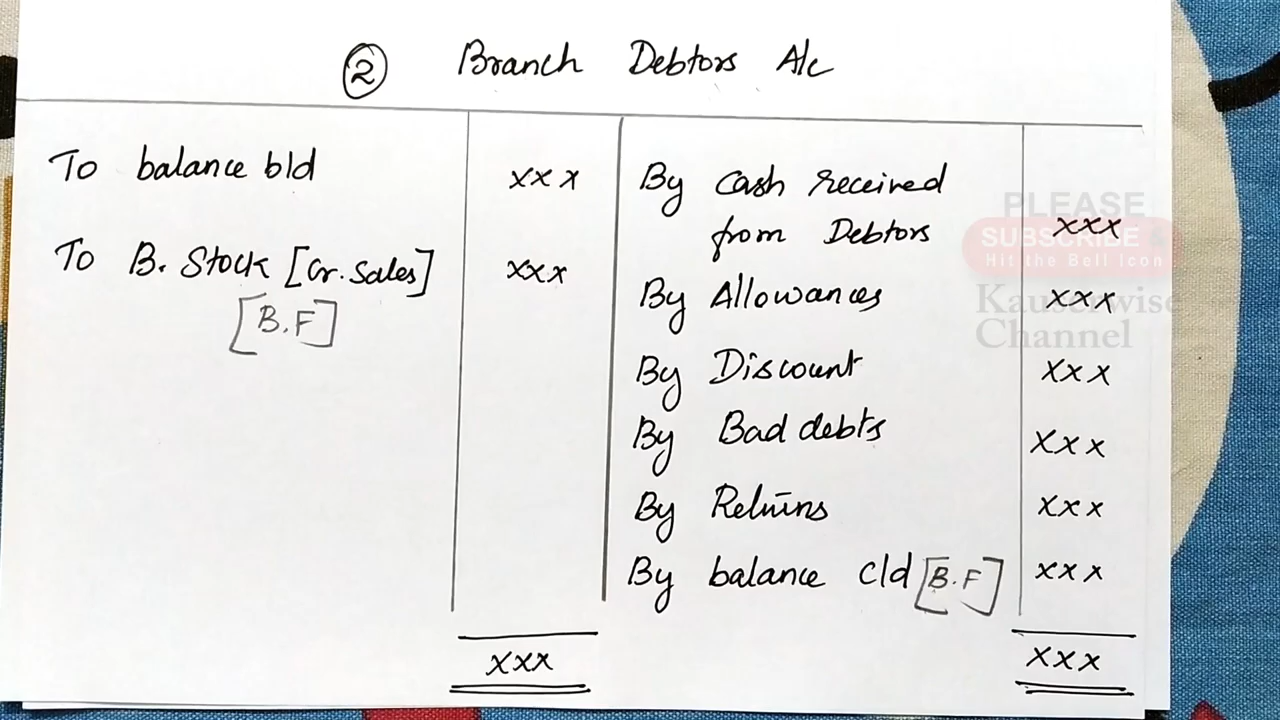 ② Branch Debtors A/c
To balance b/d xxx
To B. Stock [Cr. Sales] xxx
[B.F]
xxx
By Cash received
from Debtors xxx
By Allowances xxx
By Discount xxx
By Bad debts xxx
By Returns xxx
By balance c/d [B.F] xxx
xxx
PLEASE
SUBSCRIBE &
Hit the Bell Icon
Kauserwise
Channel